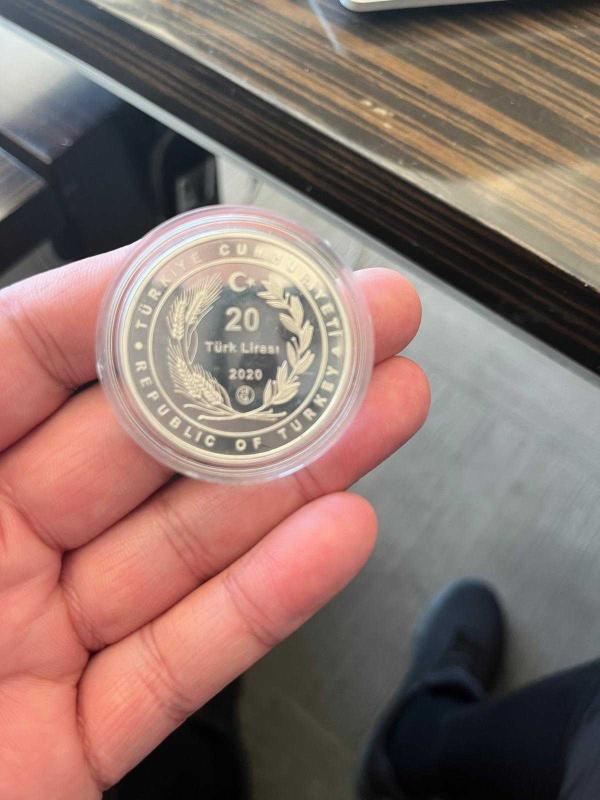 TÜRKİYE CUMHURİYETİ
20
Türk Lirası
2020
REPUBLIC OF TURKEY